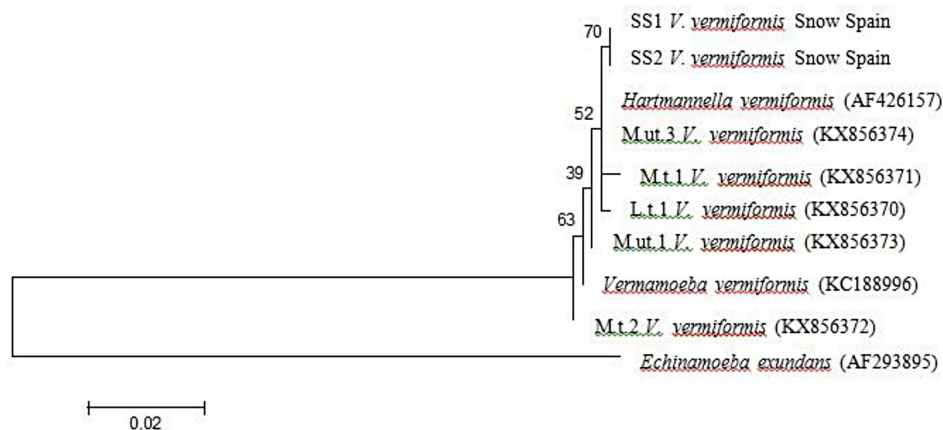 SS1 V. vermiformis Snow Spain
70
SS2 V. vermiformis Snow Spain
Hartmannella vermiformis (AF426157)
52
M.ut.3 V. vermiformis (KX856374)
39
M.t.1 V. vermiformis (KX856371)
L.t.1 V. vermiformis (KX856370)
63
M.ut.1 V. vermiformis (KX856373)
Vermamoeba vermiformis (KC188996)
M.t.2 V. vermiformis (KX856372)
Echinamoeba exundans (AF293895)
0.02